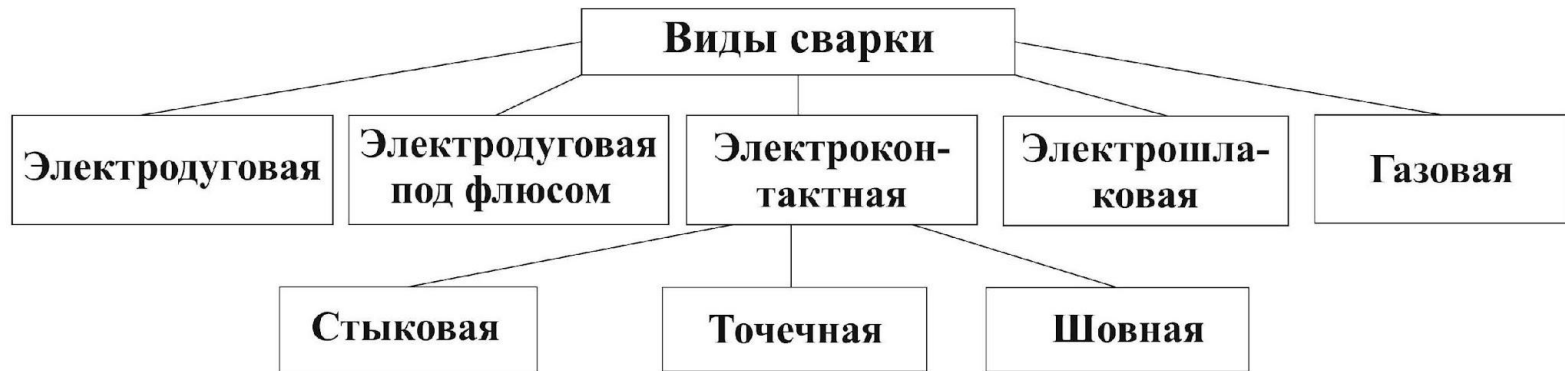 Виды сварки
Электродуговая
Электродуговая
под флюсом
Электрокон-
тактная
Электрошла-
ковая
Газовая
Стыковая
Точечная
Шовная